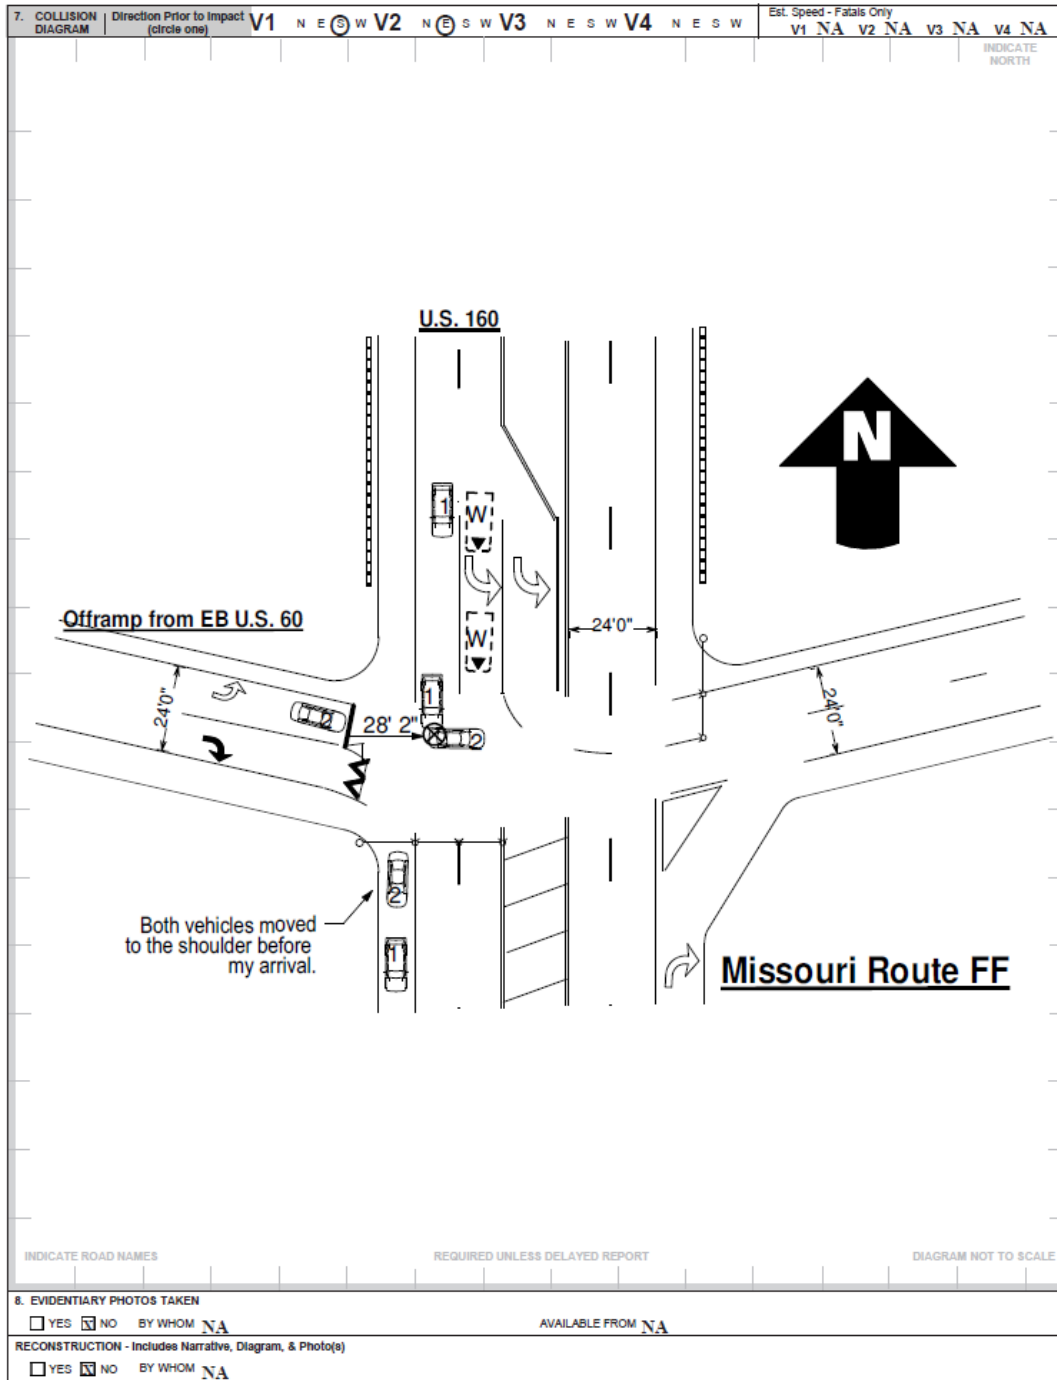 7. COLLISION DIAGRAM Direction Prior to Impact (circle one) V1 N E S W V2 N E S W V3 N E S W V4 N E S W Est. Speed - Fatals Only
V1 NA V2 NA V3 NA V4 NA
INDICATE
NORTH
U.S. 160
N
1
W
Offramp from EB U.S. 60
24'0"
W
1
24'0"
2
28' 2"
24'0"
2
2
Both vehicles moved
to the shoulder before
my arrival.
1
Missouri Route FF
INDICATE ROAD NAMES REQUIRED UNLESS DELAYED REPORT DIAGRAM NOT TO SCALE
8. EVIDENTIARY PHOTOS TAKEN
YES X NO BY WHOM NA AVAILABLE FROM NA
RECONSTRUCTION - Includes Narrative, Diagram, & Photo(s)
YES X NO BY WHOM NA